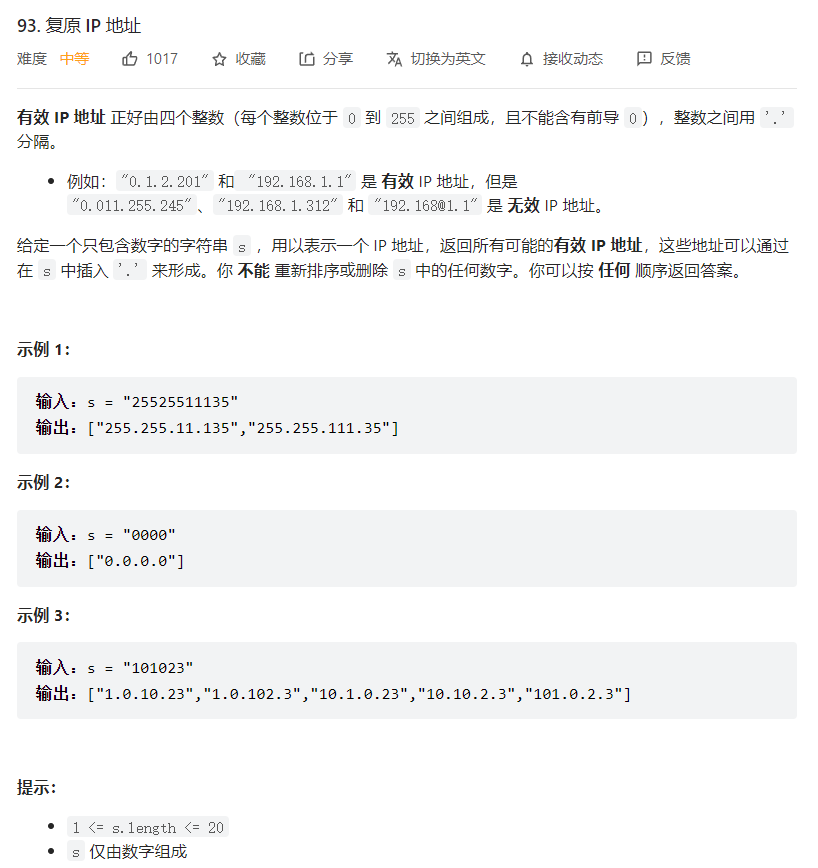 93. 复原 IP 地址
难度 中等 1017 收藏 分享 切换为英文 接收动态 反馈
有效 IP 地址 正好由四个整数（每个整数位于 0 到 255 之间组成，且不能含有前导 0），整数之间用 '.'
分隔。
• 例如："0.1.2.201" 和 "192.168.1.1" 是 有效 IP 地址，但是
"0.011.255.245"、"192.168.1.312" 和 "192.168@1.1" 是 无效 IP 地址。
给定一个只包含数字的字符串 s ，用以表示一个 IP 地址，返回所有可能的有效 IP 地址，这些地址可以通过
在 s 中插入 '.' 来形成。你 不能 重新排序或删除 s 中的任何数字。你可以按 任何 顺序返回答案。
示例 1：
输入：s = "25525511135"
输出：["255.255.11.135","255.255.111.35"]
示例 2：
输入：s = "0000"
输出：["0.0.0.0"]
示例 3：
输入：s = "101023"
输出：["1.0.10.23","1.0.102.3","10.1.0.23","10.10.2.3","101.0.2.3"]
提示：
• 1 <= s.length <= 20
• s 仅由数字组成